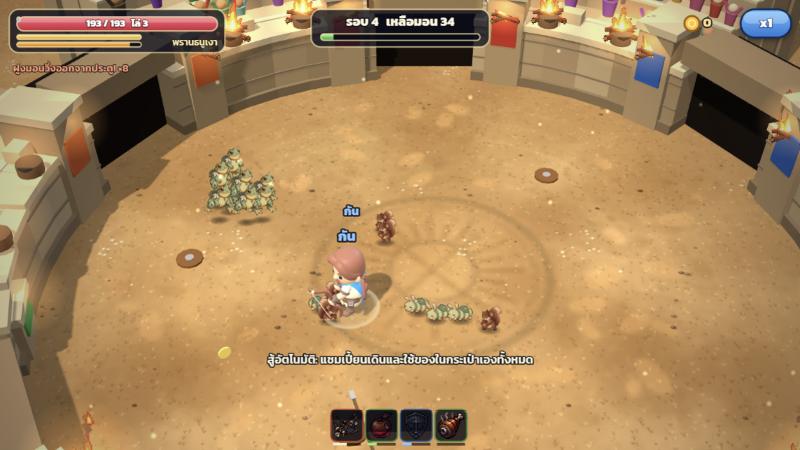 193 / 193 โล่ 3
พรานธนูเงา
ฝูงมอนวิ่งออกจากประตู! +8
รอบ 4 เหลือมอน 34
0
x1
กัน
กัน
สู้อัตโนมัติ: แชมเปี้ยนเดินและใช้ของในกระเป๋าเองทั้งหมด